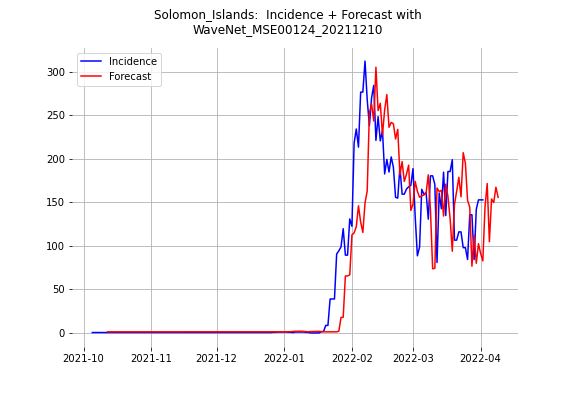 Solomon_Islands:  Incidence + Forecast with
WaveNet_MSE00124_20211210
Incidence
Forecast
300
250
200
150
100
50
0
2021-10 2021-11 2021-12 2022-01 2022-02 2022-03 2022-04